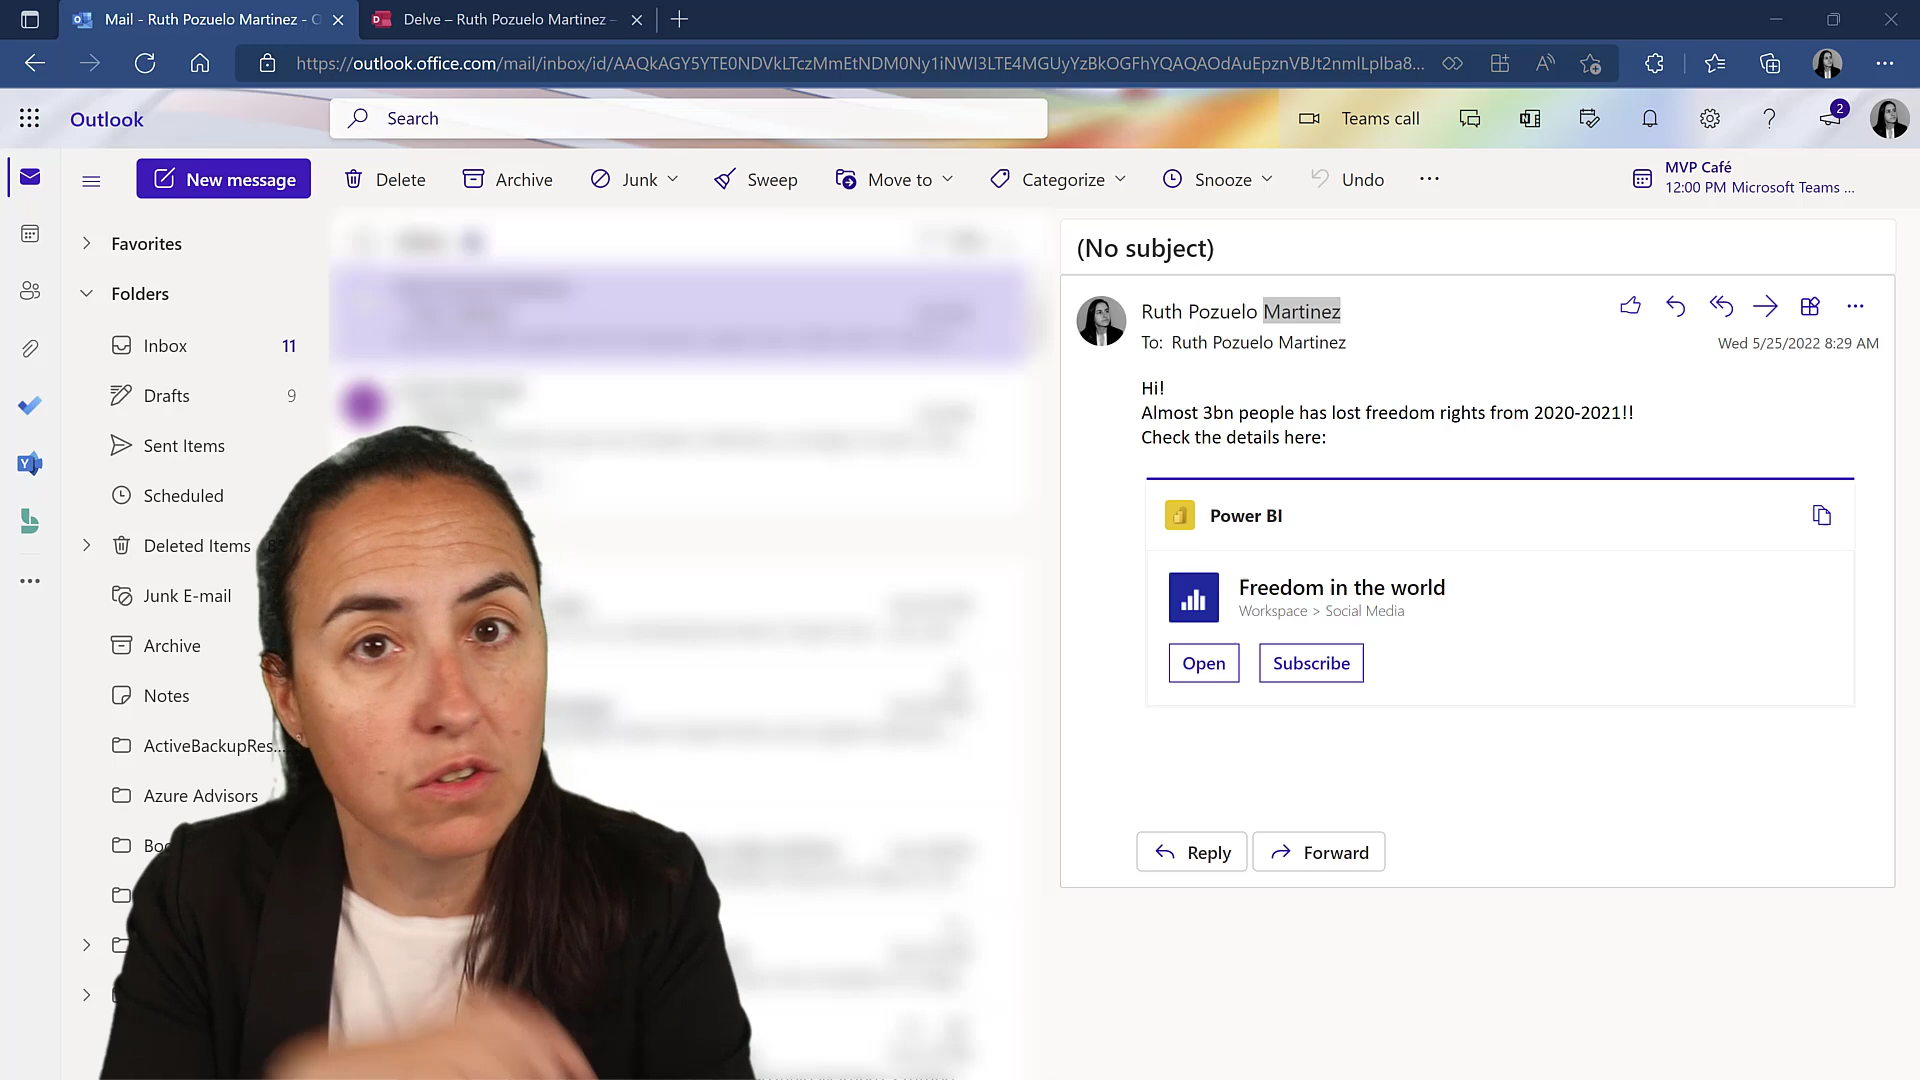 Mail - Ruth Pozuelo Martinez - O
Delve – Ruth Pozuelo Martinez –
https://outlook.office.com/mail/inbox/id/AAQkAGY5YTE0NDVkLTczMmEtNDM0Ny1iNWI3LTE4MGUyYzBkOGFhYQAQAOdAuEpznVBJt2nmlLplba8...
Outlook
Search
Teams call
2
New message
Delete
Archive
Junk
Sweep
Move to
Categorize
Snooze
Undo
MVP Café
12:00 PM Microsoft Teams ...
Favorites
Folders
Inbox 11
Drafts 9
Sent Items
Scheduled
Deleted Items
Junk E-mail
Archive
Notes
ActiveBackupRes...
Azure Advisors
(No subject)
Ruth Pozuelo Martinez
To: Ruth Pozuelo Martinez
Wed 5/25/2022 8:29 AM
Hi!
Almost 3bn people has lost freedom rights from 2020-2021!!
Check the details here:
Power BI
Freedom in the world
Workspace > Social Media
Open
Subscribe
Reply
Forward